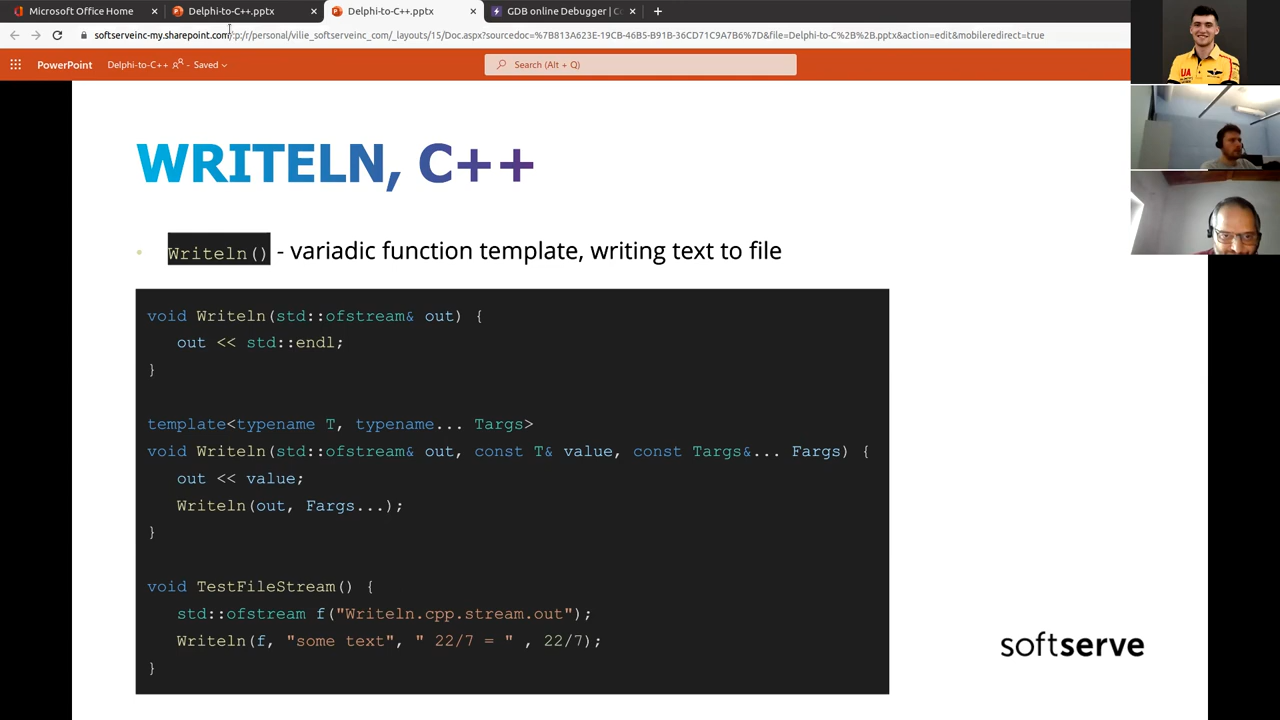 Microsoft Office Home
Delphi-to-C++.pptx
Delphi-to-C++.pptx
GDB online Debugger | C
softserveinc-my.sharepoint.com/:p:/r/personal/vilie_softserveinc_com/_layouts/15/Doc.aspx?sourcedoc=%7B813A623E-19CB-46B5-B91B-36CD71C9A7B6%7D&file=Delphi-to-C%2B%2B.pptx&action=edit&mobileredirect=true
PowerPoint
Delphi-to-C++ - Saved
Search (Alt + Q)
WRITELN, C++
• Writeln() - variadic function template, writing text to file
void Writeln(std::ofstream& out) {
out << std::endl;
}
template<typename T, typename... Targs>
void Writeln(std::ofstream& out, const T& value, const Targs&... Fargs) {
out << value;
Writeln(out, Fargs...);
}
void TestFileStream() {
std::ofstream f("Writeln.cpp.stream.out");
Writeln(f, "some text", " 22/7 = " , 22/7);
}
softserve
UA